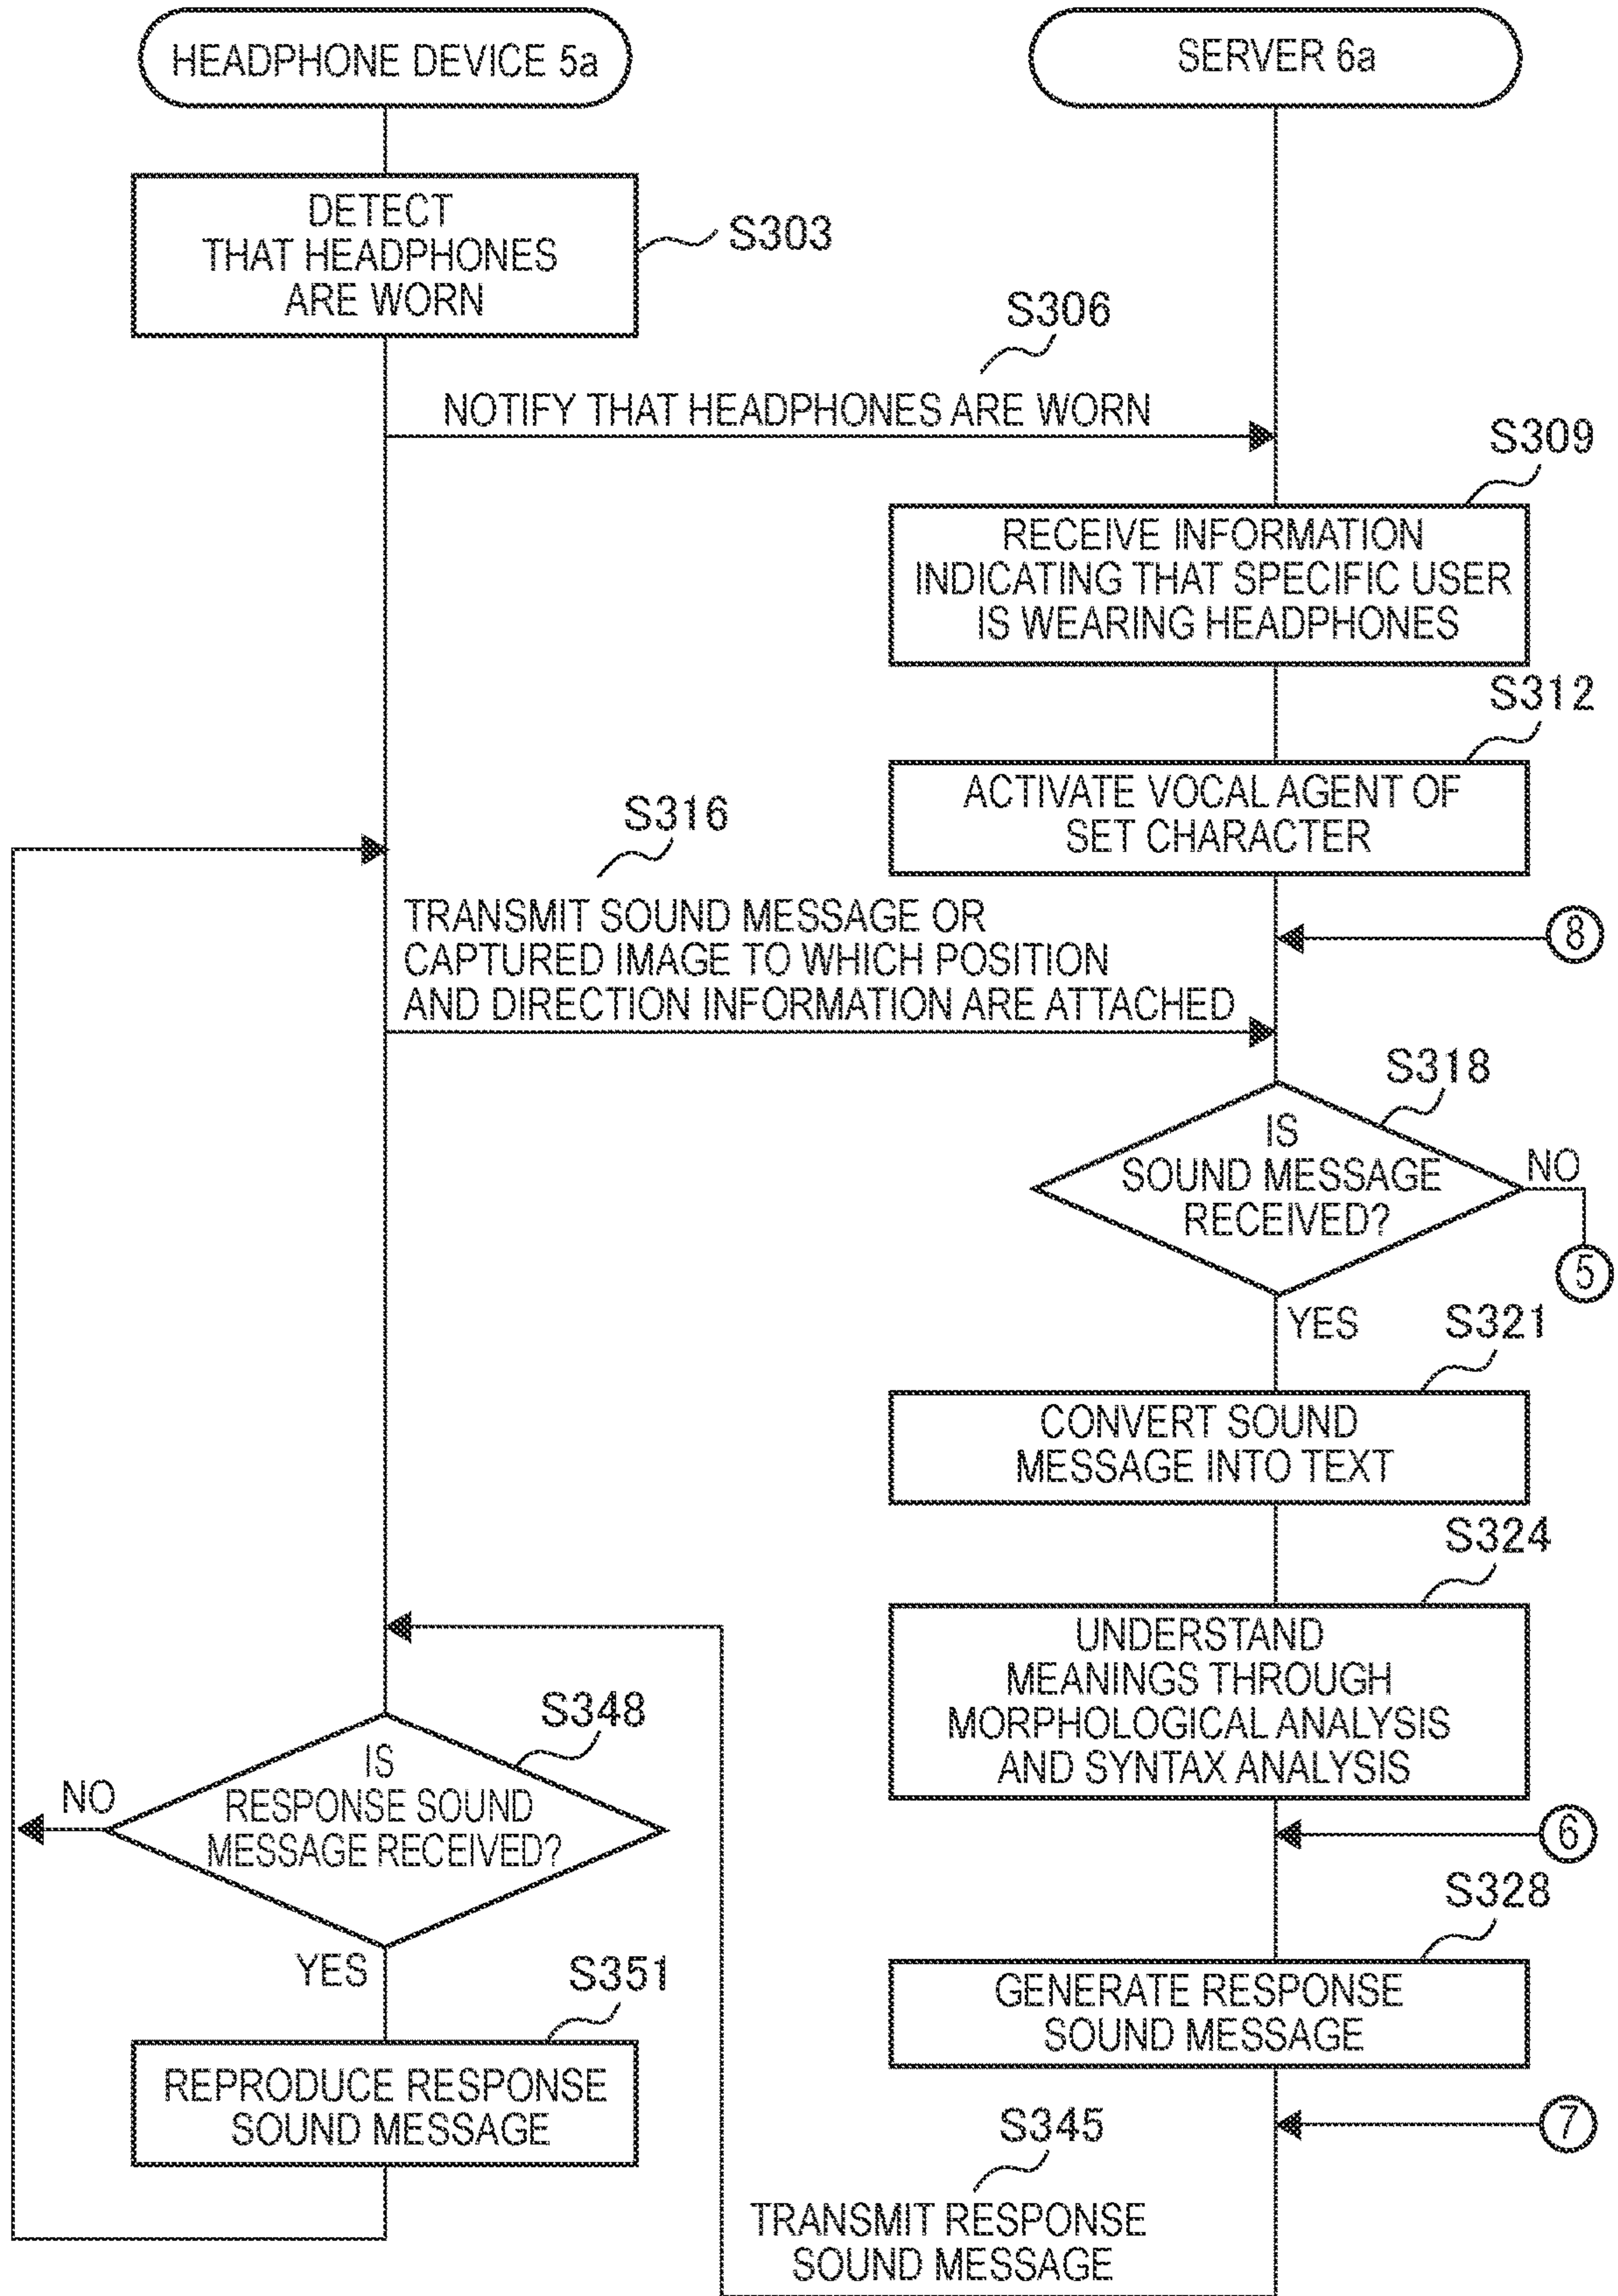 HEADPHONE DEVICE 5a
SERVER 6a
DETECT
THAT HEADPHONES
ARE WORN
S303
S306
NOTIFY THAT HEADPHONES ARE WORN
S309
RECEIVE INFORMATION
INDICATING THAT SPECIFIC USER
IS WEARING HEADPHONES
S312
ACTIVATE VOCAL AGENT OF
SET CHARACTER
S316
TRANSMIT SOUND MESSAGE OR
CAPTURED IMAGE TO WHICH POSITION
AND DIRECTION INFORMATION ARE ATTACHED
8
S318
IS
SOUND MESSAGE
RECEIVED?
NO
5
YES
S321
CONVERT SOUND
MESSAGE INTO TEXT
S324
UNDERSTAND
MEANINGS THROUGH
MORPHOLOGICAL ANALYSIS
AND SYNTAX ANALYSIS
S348
IS
RESPONSE SOUND
MESSAGE RECEIVED?
NO
YES
6
S328
GENERATE RESPONSE
SOUND MESSAGE
S351
REPRODUCE RESPONSE
SOUND MESSAGE
7
S345
TRANSMIT RESPONSE
SOUND MESSAGE